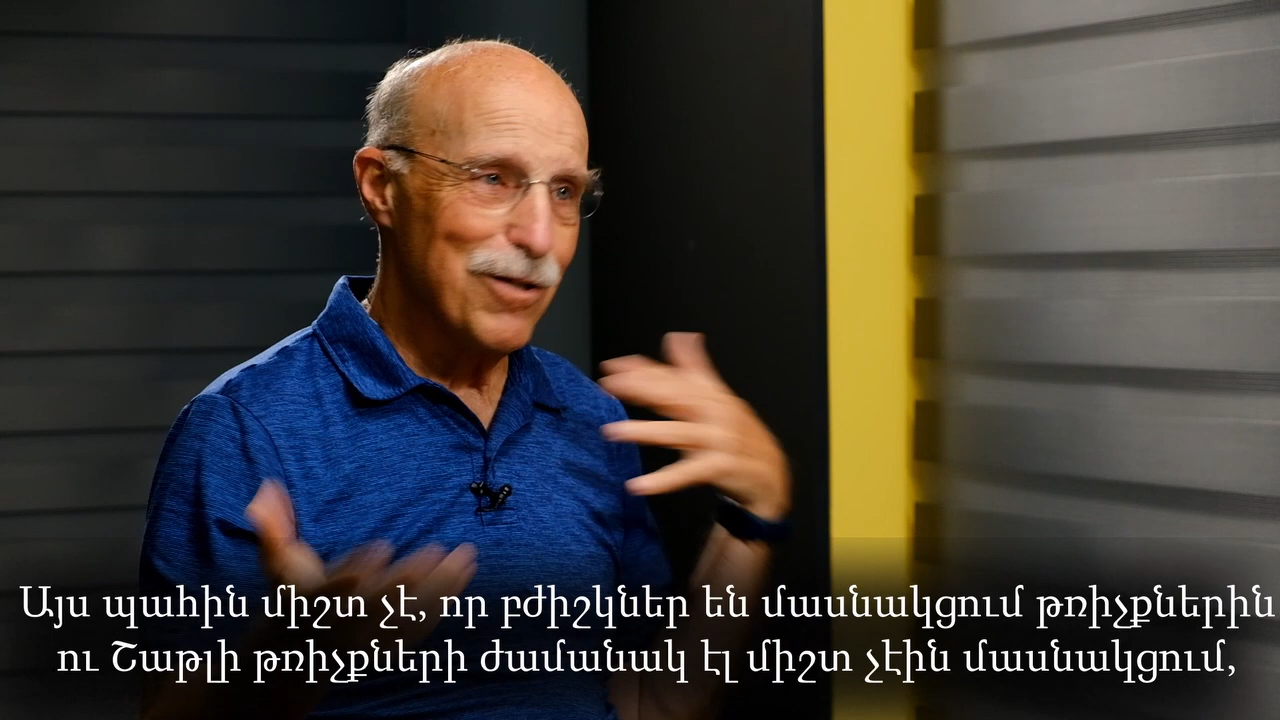 Այս պահին միշտ չէ, որ բժիշկներ են մասնակցում թռիչքներին
ու Շաթլի թռիչքների ժամանակ էլ միշտ չէին մասնակցում,